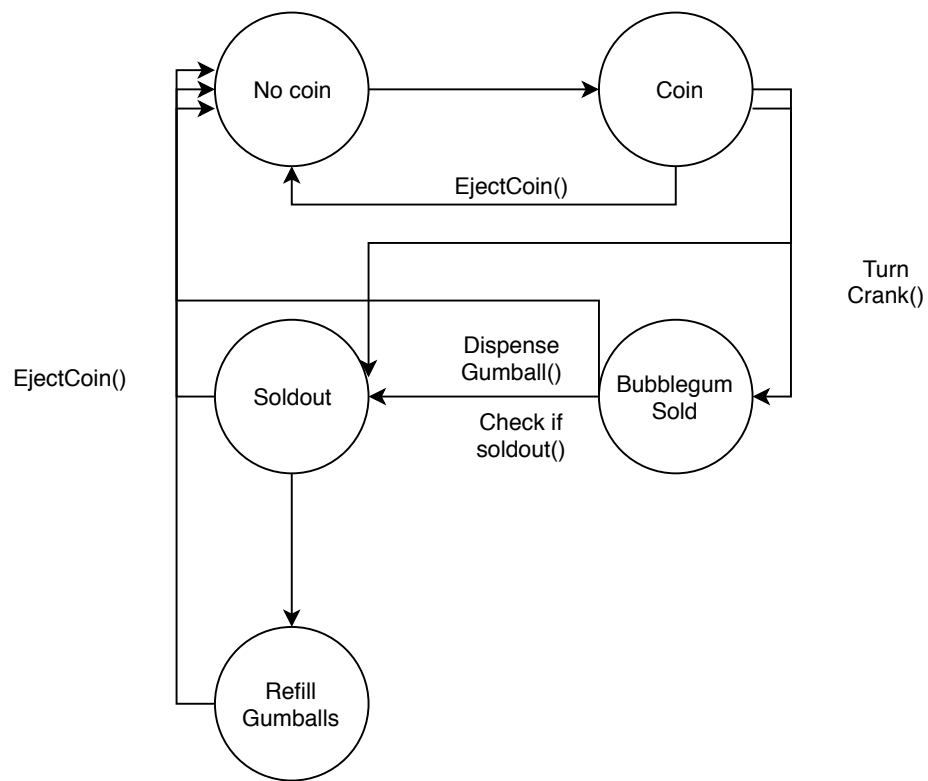 No coin
Coin
EjectCoin()
Turn
Crank()
Dispense
Gumball()
EjectCoin()
Soldout
Bubblegum
Sold
Check if
soldout()
Refill
Gumballs